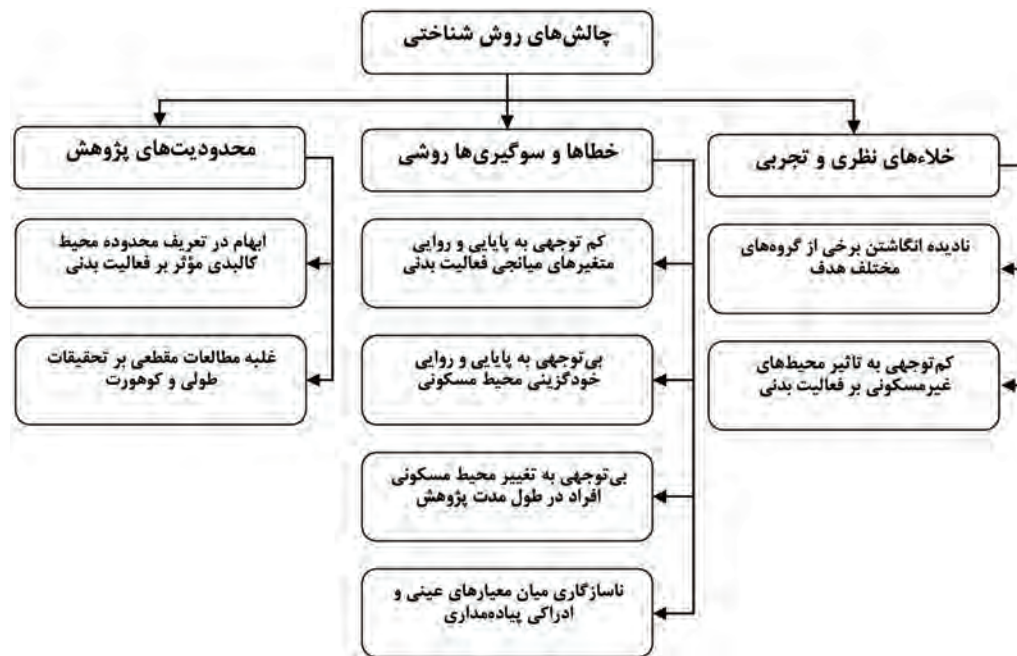 چالش‌های روش شناختی
خلاءهای نظری و تجربی
نادیده انگاشتن برخی از گروه‌های
مختلف هدف
کم‌توجهی به تاثیر محیط‌های
غیرمسکونی بر فعالیت بدنی
خطاها و سوگیری‌ها روشی
کم توجهی به پایایی و روایی
متغیرهای میانجی فعالیت بدنی
بی‌توجهی به پایایی و روایی
خودگزینی محیط مسکونی
بی‌توجهی به تغییر محیط مسکونی
افراد در طول مدت پژوهش
ناسازگاری میان معیارهای عینی و
ادراکی پیاده‌مداری
محدودیت‌های پژوهش
ابهام در تعریف محدوده محیط
کالبدی مؤثر بر فعالیت بدنی
غلبه مطالعات مقطعی بر تحقیقات
طولی و کوهورت